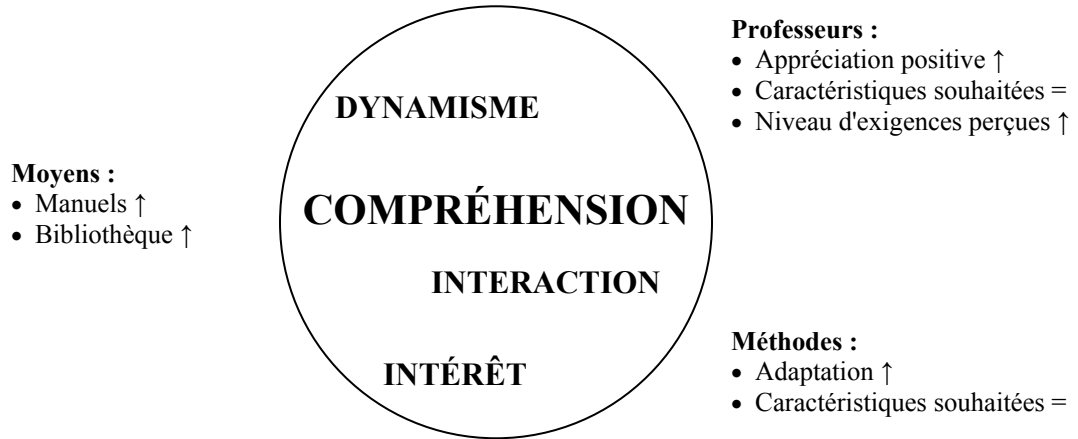 Moyens :
• Manuels ↑
• Bibliothèque ↑
DYNAMISME
COMPRÉHENSION
INTERACTION
INTÉRÊT
Professeurs :
• Appréciation positive ↑
• Caractéristiques souhaitées =
• Niveau d'exigences perçues ↑
Méthodes :
• Adaptation ↑
• Caractéristiques souhaitées =